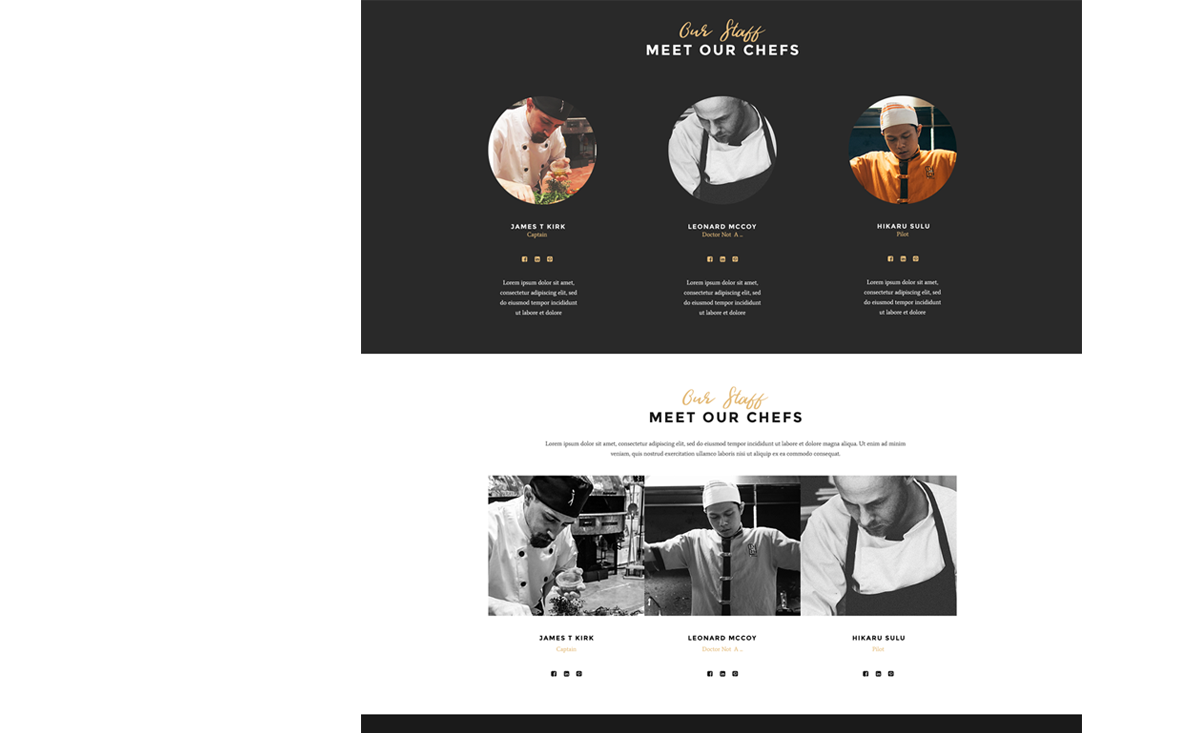 Our Staff
MEET OUR CHEFS
JAMES T KIRK
Captain
Lorem ipsum dolor sit amet,
consectetur adipiscing elit, sed
do eiusmod tempor incididunt
ut labore et dolore
LEONARD MCCOY
Doctor Not A ..
Lorem ipsum dolor sit amet,
consectetur adipiscing elit, sed
do eiusmod tempor incididunt
ut labore et dolore
HIKARU SULU
Pilot
Lorem ipsum dolor sit amet,
consectetur adipiscing elit, sed
do eiusmod tempor incididunt
ut labore et dolore
Our Staff
MEET OUR CHEFS
Lorem ipsum dolor sit amet, consectetur adipiscing elit, sed do eiusmod tempor incididunt ut labore et dolore magna aliqua. Ut enim ad minim
veniam, quis nostrud exercitation ullamco laboris nisi ut aliquip ex ea commodo consequat.
JAMES T KIRK
Captain
LEONARD MCCOY
Doctor Not A ..
HIKARU SULU
Pilot